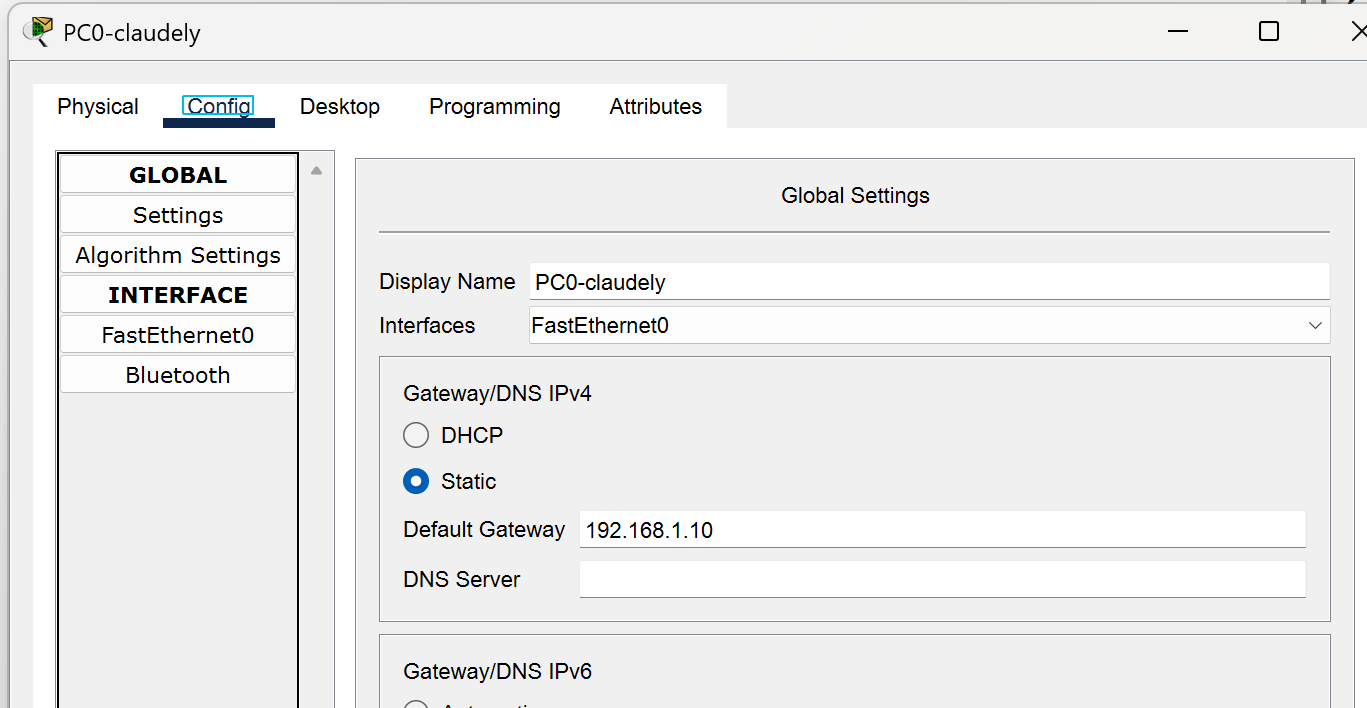 PC0-claudely
Physical Config Desktop Programming Attributes
GLOBAL
Settings
Algorithm Settings
INTERFACE
FastEthernet0
Bluetooth
Global Settings
Display Name PC0-claudely
Interfaces FastEthernet0
Gateway/DNS IPv4
DHCP
Static
Default Gateway 192.168.1.10
DNS Server
Gateway/DNS IPv6